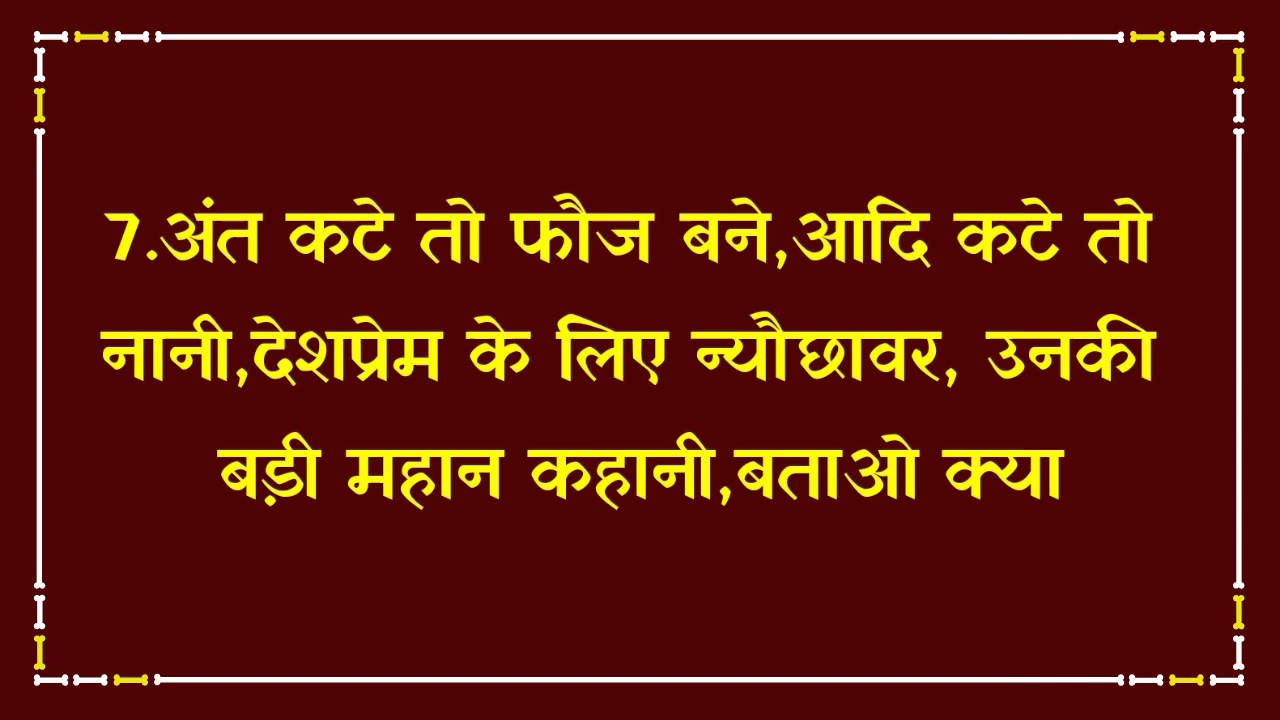 7.अंत कटे तो फौज बने,आदि कटे तो
नानी,देशप्रेम के लिए न्यौछावर, उनकी
बड़ी महान कहानी,बताओ क्या